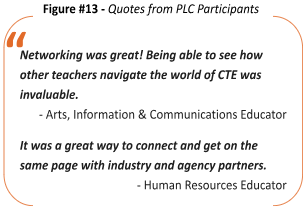 Figure #13 - Quotes from PLC Participants
“
Networking was great! Being able to see how
other teachers navigate the world of CTE was
invaluable.
- Arts, Information & Communications Educator
It was a great way to connect and get on the
same page with industry and agency partners.
- Human Resources Educator